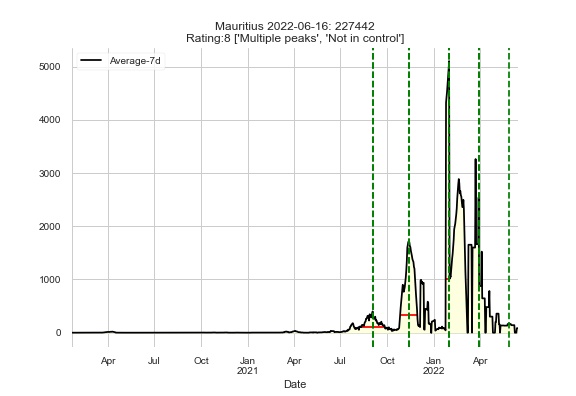 Mauritius 2022-06-16: 227442
Rating:8 ['Multiple peaks', 'Not in control']
Average-7d
5000
4000
3000
2000
1000
0
Apr Jul Oct Jan Apr Jul Oct Jan Apr
2021 2022
Date